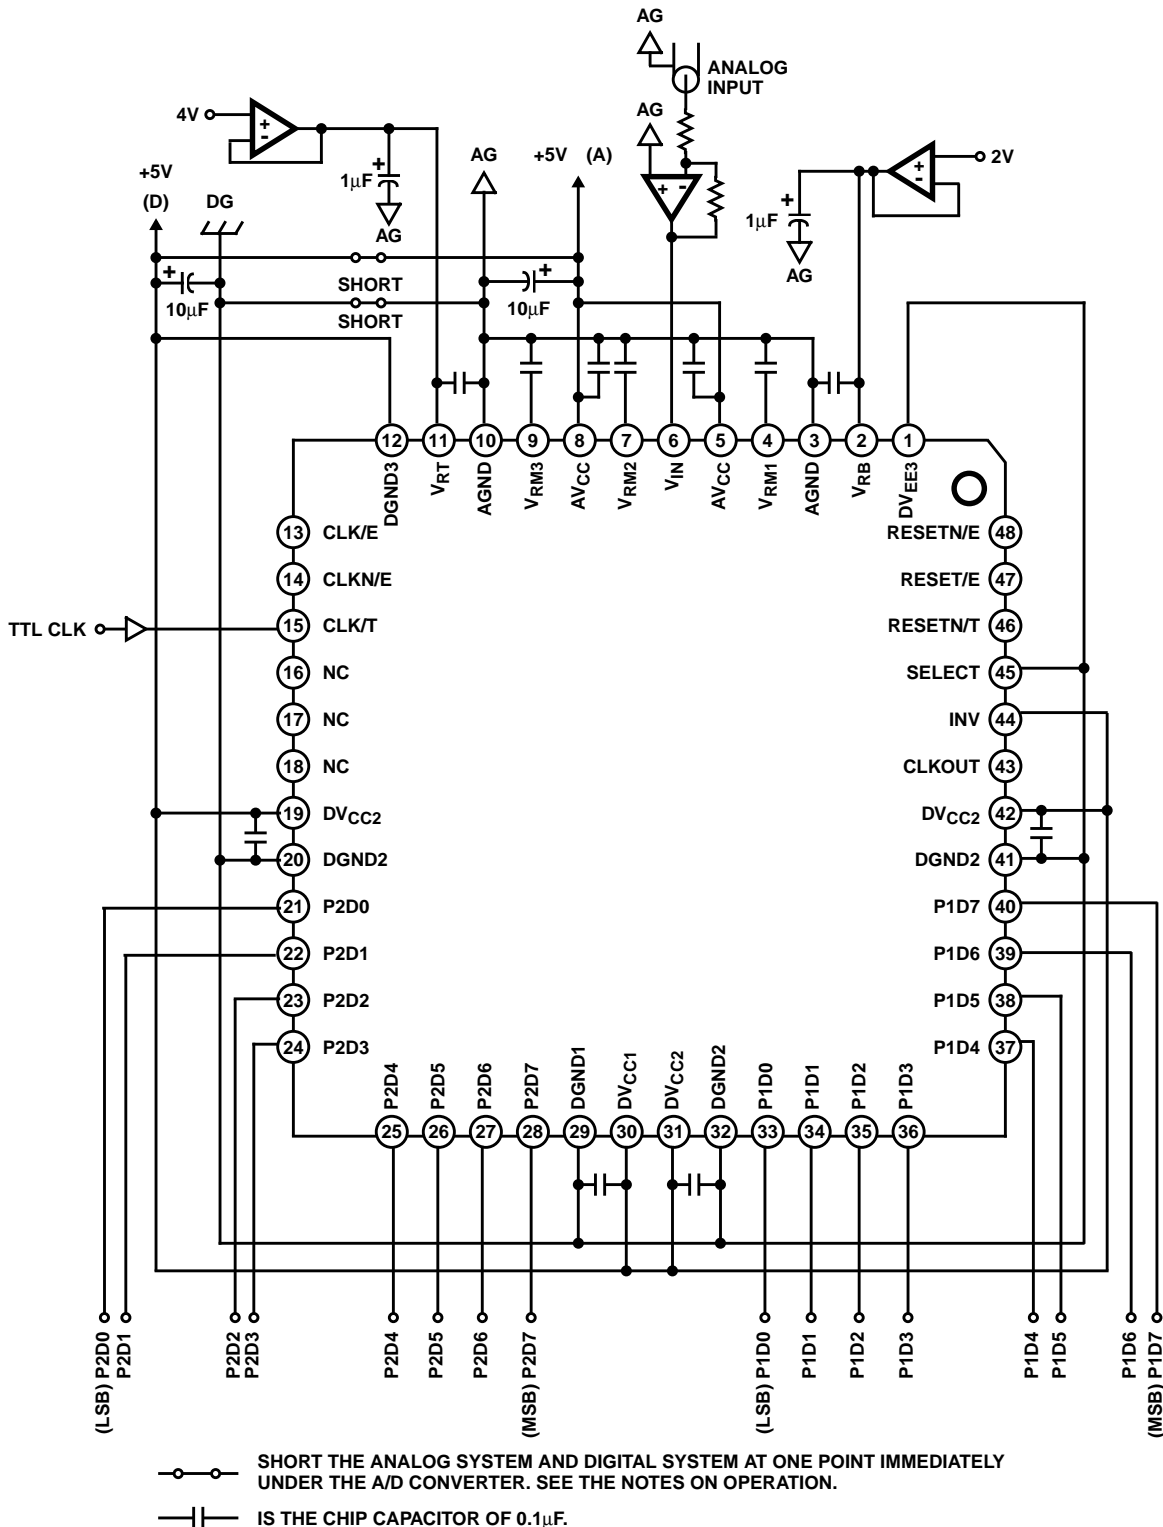 AG
ANALOG
INPUT
4V
+
-
AG
AG
+5V (A)
2V
+
-
+5V
(D)
DG
+
1μF
AG
+ -
+
1μF
AG
+
10μF
SHORT
SHORT
+
10μF
12 11 10 9 8 7 6 5 4 3 2 1
DGND3
VRT
AGND
VRM3
AVCC
VRM2
VIN
AVCC
VRM1
AGND
VRB
DVEE3
13 CLK/E
14 CLKN/E
TTL CLK
15 CLK/T
16 NC
17 NC
18 NC
19 DVCC2
20 DGND2
21 P2D0
22 P2D1
23 P2D2
24 P2D3
RESETN/E 48
RESET/E 47
RESETN/T 46
SELECT 45
INV 44
CLKOUT 43
DVCC2 42
DGND2 41
P1D7 40
P1D6 39
P1D5 38
P1D4 37
P2D4
P2D5
P2D6
P2D7
DGND1
DVCC1
DVCC2
DGND2
P1D0
P1D1
P1D2
P1D3
25 26 27 28 29 30 31 32 33 34 35 36
(LSB) P2D0
P2D1
P2D2
P2D3
P2D4
P2D5
P2D6
(MSB) P2D7
(LSB) P1D0
P1D1
P1D2
P1D3
P1D4
P1D5
P1D6
(MSB) P1D7
SHORT THE ANALOG SYSTEM AND DIGITAL SYSTEM AT ONE POINT IMMEDIATELY
UNDER THE A/D CONVERTER. SEE THE NOTES ON OPERATION.
IS THE CHIP CAPACITOR OF 0.1μF.